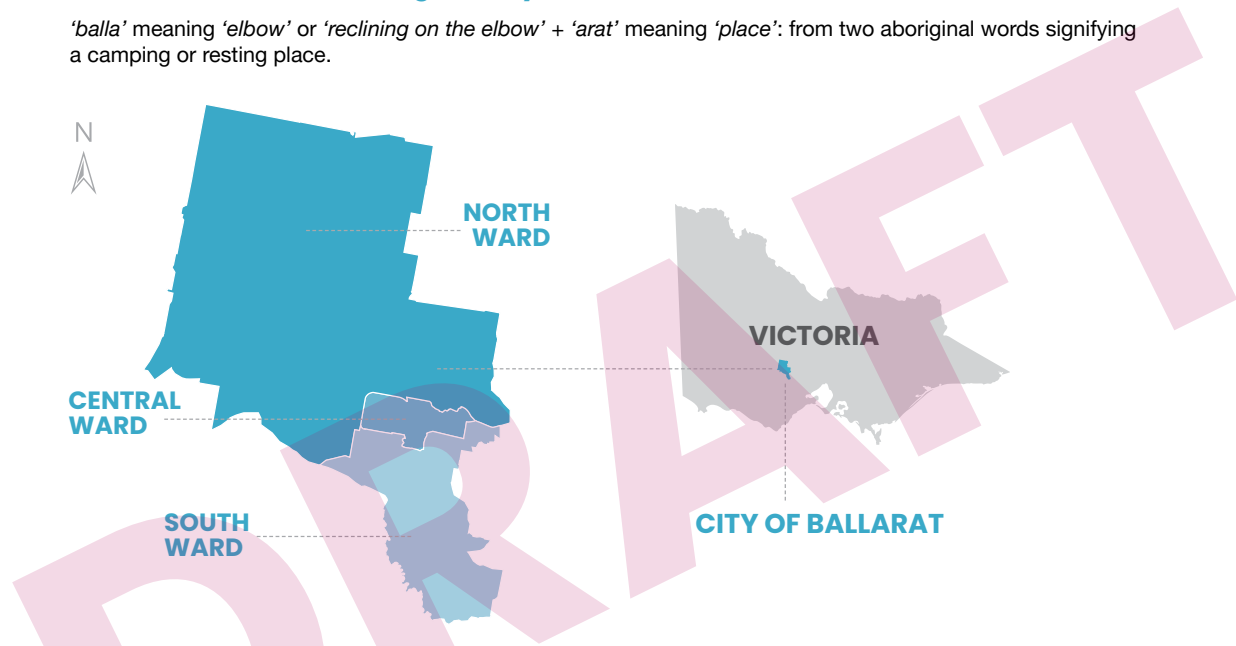 ‘balla’ meaning ‘elbow’ or ‘reclining on the elbow’ + ‘arat’ meaning ‘place’: from two aboriginal words signifying
a camping or resting place.
N
NORTH
WARD
VICTORIA
CENTRAL
WARD
SOUTH
WARD
CITY OF BALLARAT
DRAFT